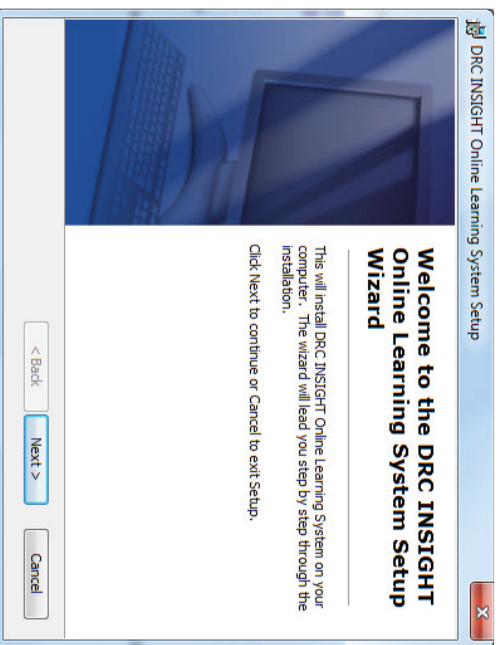 DRC INSIGHT Online Learning System Setup
Welcome to the DRC INSIGHT
Online Learning System Setup
Wizard
This will install DRC INSIGHT Online Learning System on your
computer. The wizard will lead you step by step through the
installation.
Click Next to continue or Cancel to exit Setup.
< Back
Next >
Cancel